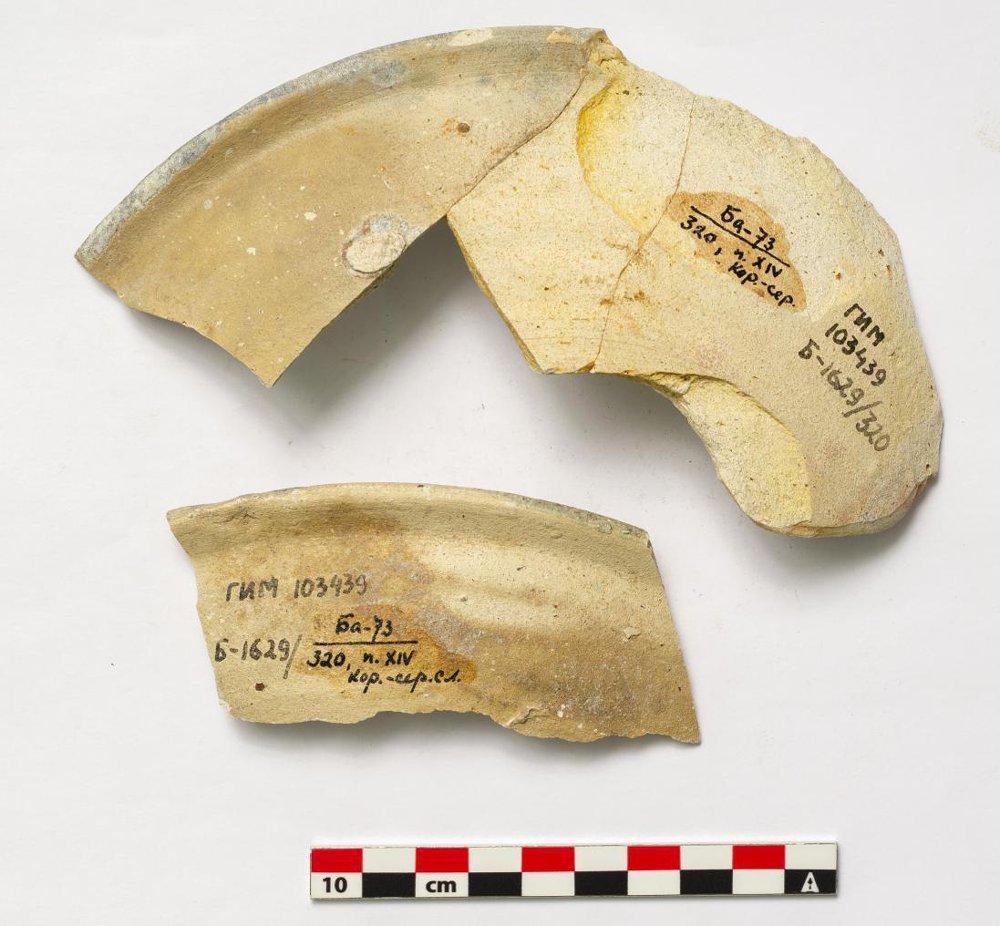 Ба-73
320, п. XIV
кор.-сер.
ГИМ
103439
Б-1629/320
ГИМ 103439
Б-1629/ Ба-73
320, п. XIV
кор.-сер.сл.
10 cm
A